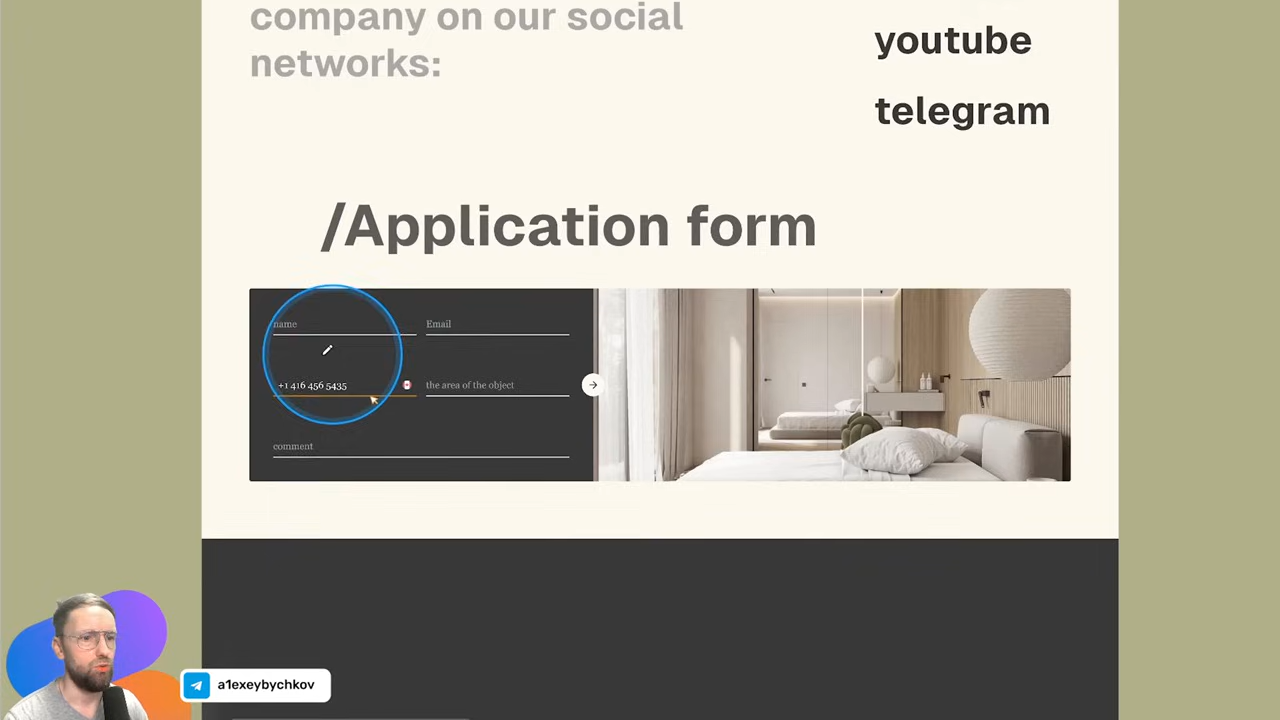 company on our social
networks:
youtube
telegram
/Application form
name
Email
+1 416 456 5435
the area of the object
comment
a1exeybychkov